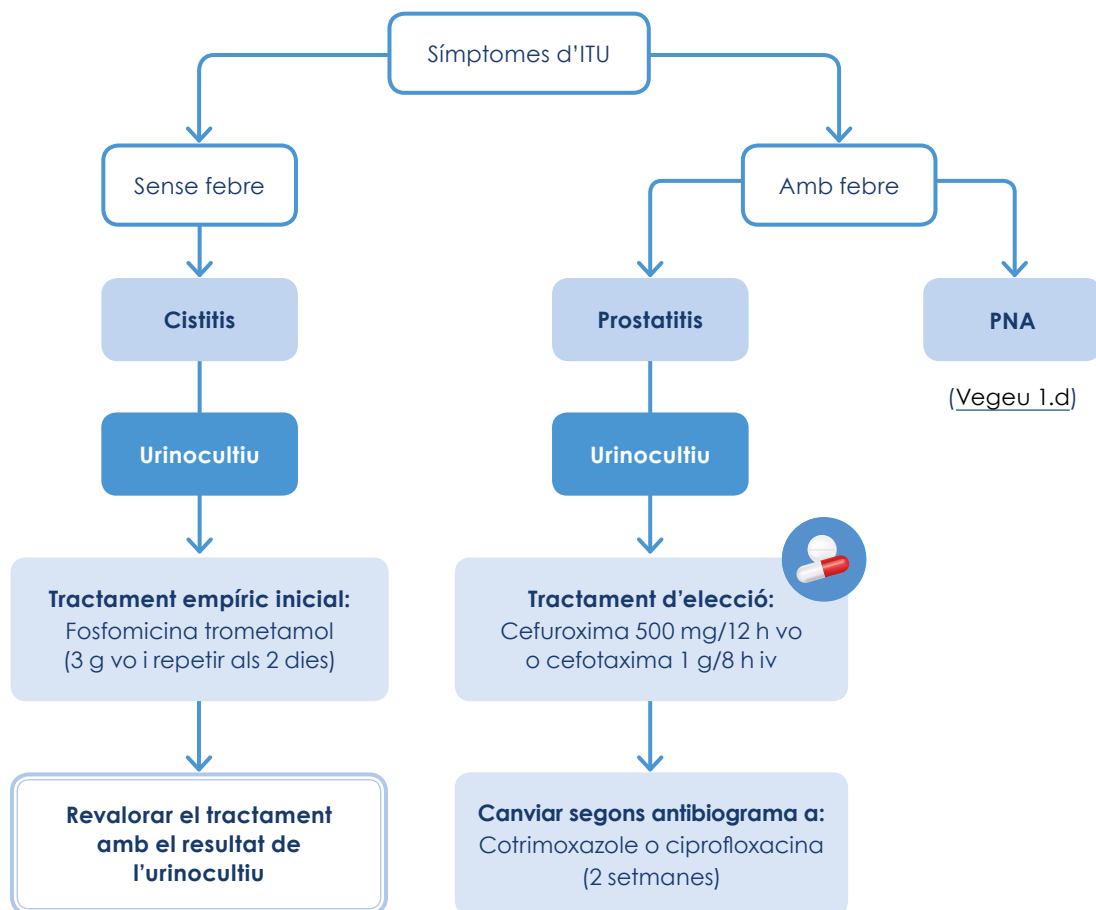 Símptomes d’ITU
Sense febre
Amb febre
Cistitis
Prostatitis
PNA
(Vegeu 1.d)
Urinocultiu
Urinocultiu
Tractament empíric inicial:
Fosfomicina trometamol
(3 g vo i repetir als 2 dies)
Tractament d’elecció:
Cefuroxima 500 mg/12 h vo
o cefotaxima 1 g/8 h iv
Revalorar el tractament
amb el resultat de
l’urinocultiu
Canviar segons antibiograma a:
Cotrimoxazole o ciprofloxacina
(2 setmanes)